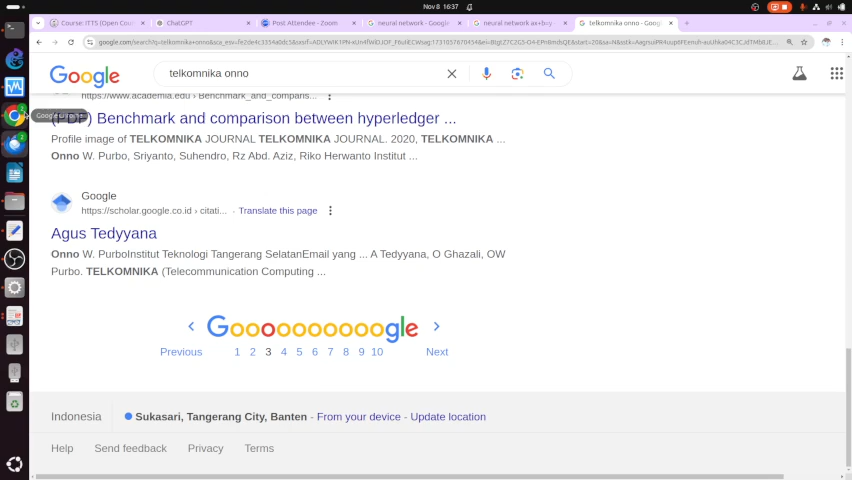 Nov 8 16:37
Course: ITTS (Open Cour
ChatGPT
Post Attendee - Zoom
neural network - Google
neural network ux+buy -
telkomnika onno - Goog
Google
telkomnika onno
https://www.academia.edu › Benchmark_and_comparis...
(PDF) Benchmark and comparison between hyperledger ...
Profile image of TELKOMNIKA JOURNAL TELKOMNIKA JOURNAL. 2020, TELKOMNIKA ...
Onno W. Purbo, Sriyanto, Suhendro, Rz Abd. Aziz, Riko Herwanto Institut ...
Google
https://scholar.google.co.id › citati... · Translate this page
Agus Tedyyana
Onno W. PurboInstitut Teknologi Tangerang SelatanEmail yang ... A Tedyyana, O Ghazali, OW
Purbo. TELKOMNIKA (Telecommunication Computing ...
Goooooooooogle
Previous 1 2 3 4 5 6 7 8 9 10 Next
Indonesia
Sukasari, Tangerang City, Banten - From your device - Update location
Help Send feedback Privacy Terms